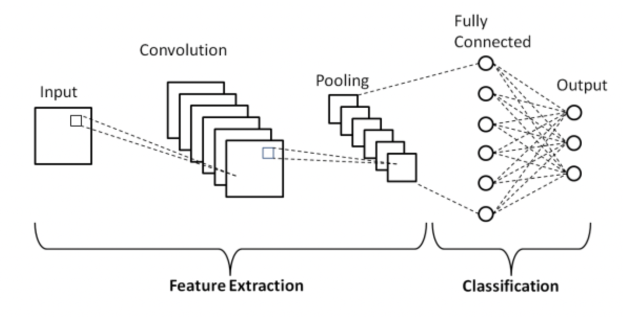 Fully
Connected
Convolution
Pooling
Output
Input
Feature Extraction
Classification